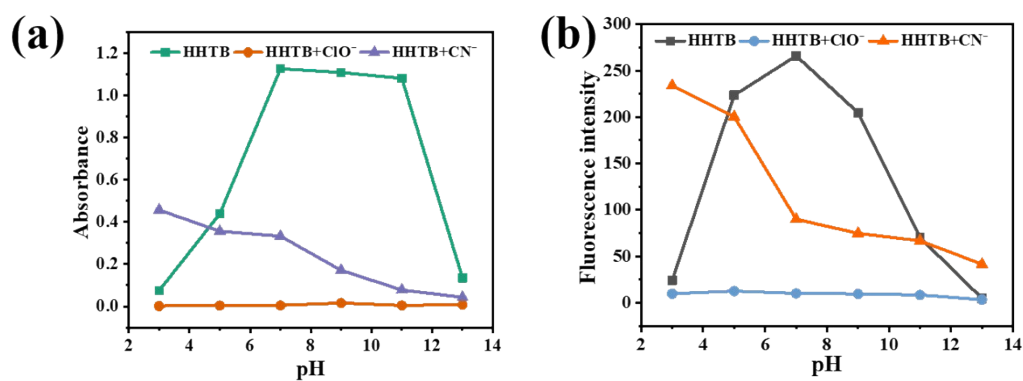 (a)
HHTB HHTB+ClO⁻ HHTB+CN⁻
Absorbance
1.2
1.0
0.8
0.6
0.4
0.2
0.0
2 4 6 8 10 12 14
pH
(b)
HHTB HHTB+ClO⁻ HHTB+CN⁻
Fluorescence intensity
300
250
200
150
100
50
0
2 4 6 8 10 12 14
pH